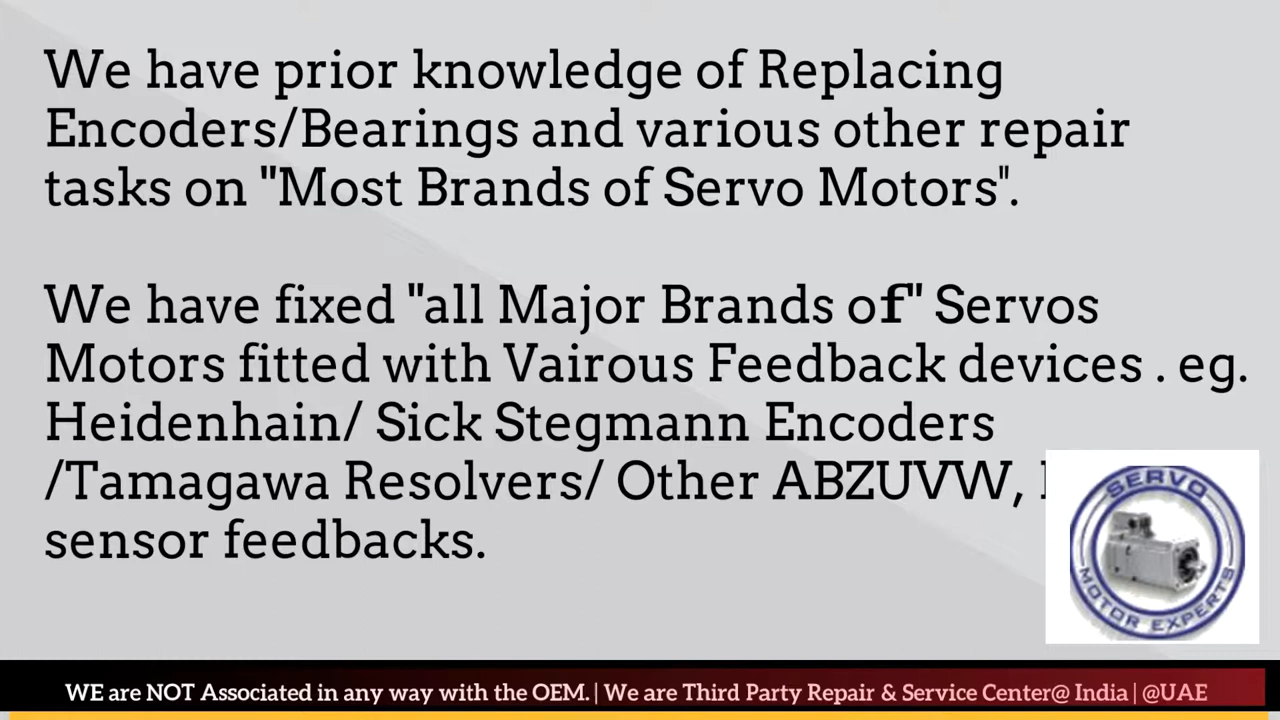 We have prior knowledge of Replacing
Encoders/Bearings and various other repair
tasks on "Most Brands of Servo Motors".
We have fixed "all Major Brands of" Servos
Motors fitted with Vairous Feedback devices . eg.
Heidenhain/ Sick Stegmann Encoders
/Tamagawa Resolvers/ Other ABZUVW,
sensor feedbacks.
SERVO
MOTOR EXPERTS
WE are NOT Associated in any way with the OEM. | We are Third Party Repair & Service Center@ India | @UAE